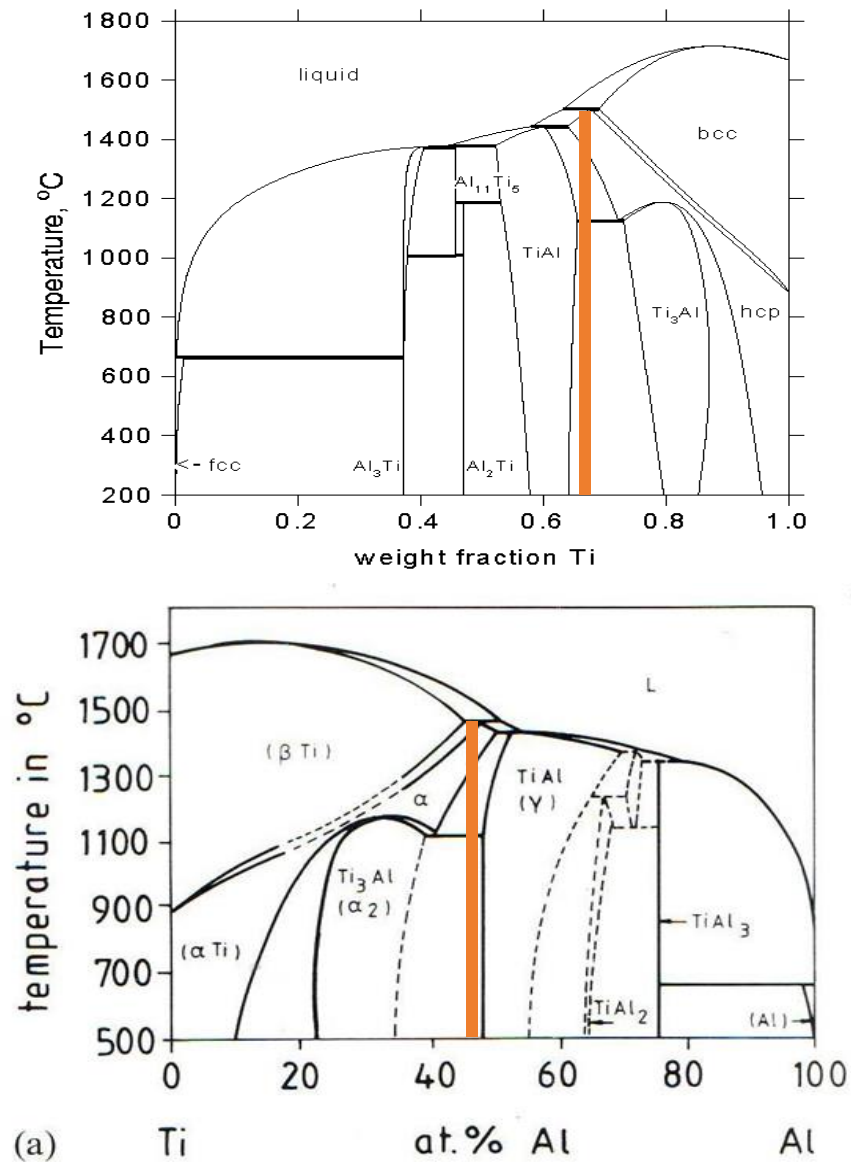 1800
1600
1400
1200
1000
800
600
400
200
Temperature, ºC
liquid
bcc
Al11Ti5
TiAl
Ti3Al
hcp
<- fcc
Al3Ti
Al2Ti
0 0.2 0.4 0.6 0.8 1.0
weight fraction Ti
1700
1500
1300
1100
900
700
500
temperature in °C
L
(β Ti)
α
TiAl
(γ)
Ti3Al
(α2)
(α Ti)
TiAl3
TiAl2
(Al)
0 20 40 60 80 100
(a) Ti at.% Al Al